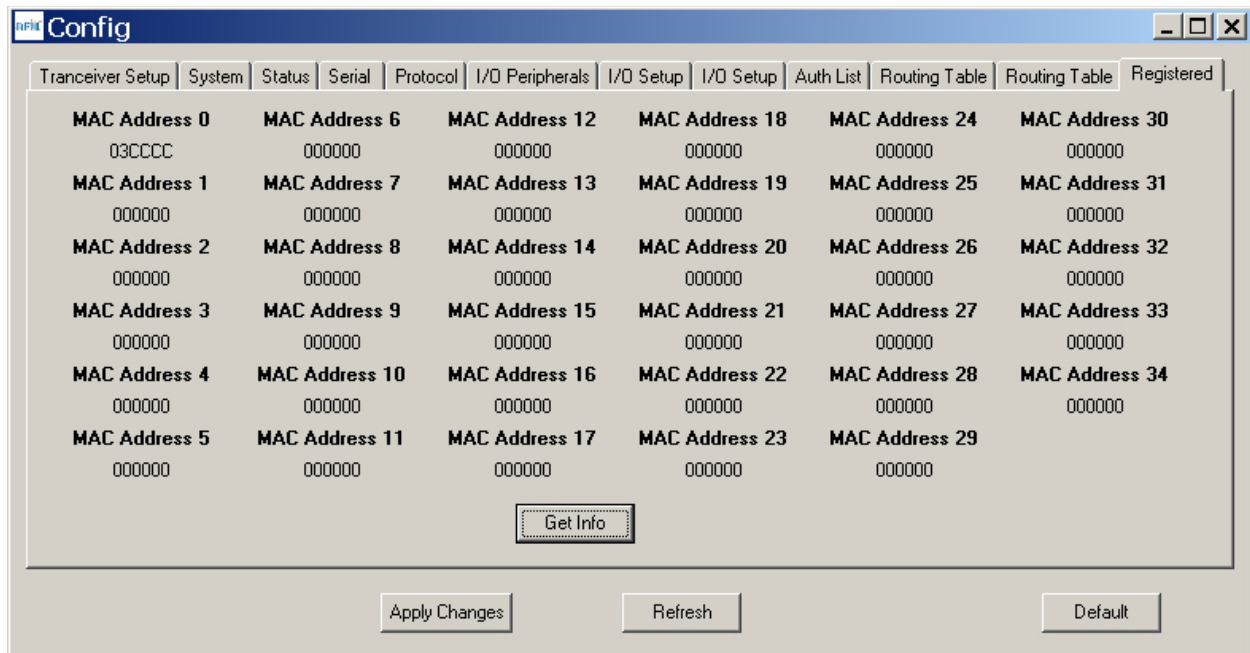 Config
Tranceiver Setup System Status Serial Protocol I/O Peripherals I/O Setup I/O Setup Auth List Routing Table Routing Table Registered
MAC Address 0 MAC Address 6 MAC Address 12 MAC Address 18 MAC Address 24 MAC Address 30
03CCCC 000000 000000 000000 000000 000000
MAC Address 1 MAC Address 7 MAC Address 13 MAC Address 19 MAC Address 25 MAC Address 31
000000 000000 000000 000000 000000 000000
MAC Address 2 MAC Address 8 MAC Address 14 MAC Address 20 MAC Address 26 MAC Address 32
000000 000000 000000 000000 000000 000000
MAC Address 3 MAC Address 9 MAC Address 15 MAC Address 21 MAC Address 27 MAC Address 33
000000 000000 000000 000000 000000 000000
MAC Address 4 MAC Address 10 MAC Address 16 MAC Address 22 MAC Address 28 MAC Address 34
000000 000000 000000 000000 000000 000000
MAC Address 5 MAC Address 11 MAC Address 17 MAC Address 23 MAC Address 29
000000 000000 000000 000000 000000
Get Info
Apply Changes Refresh Default